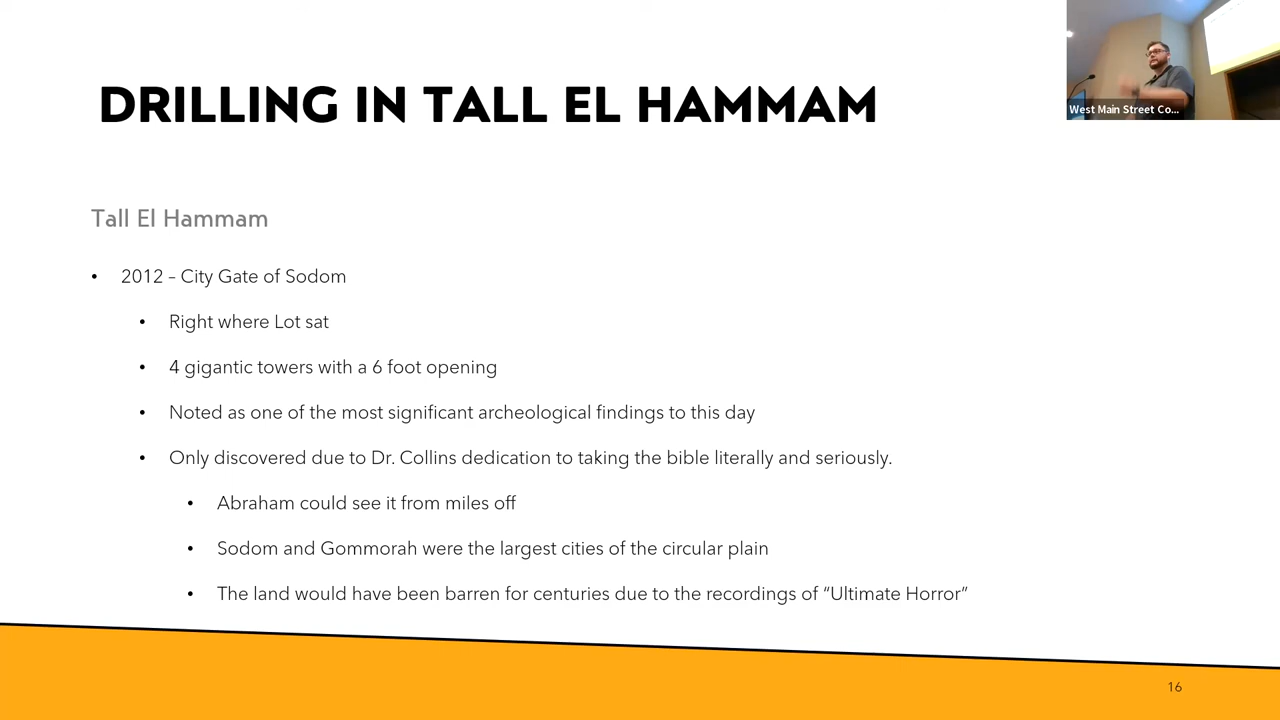 DRILLING IN TALL EL HAMMAM
West Main Street Co...
Tall El Hammam
• 2012 – City Gate of Sodom
• Right where Lot sat
• 4 gigantic towers with a 6 foot opening
• Noted as one of the most significant archeological findings to this day
• Only discovered due to Dr. Collins dedication to taking the bible literally and seriously.
• Abraham could see it from miles off
• Sodom and Gommorah were the largest cities of the circular plain
• The land would have been barren for centuries due to the recordings of “Ultimate Horror”
16